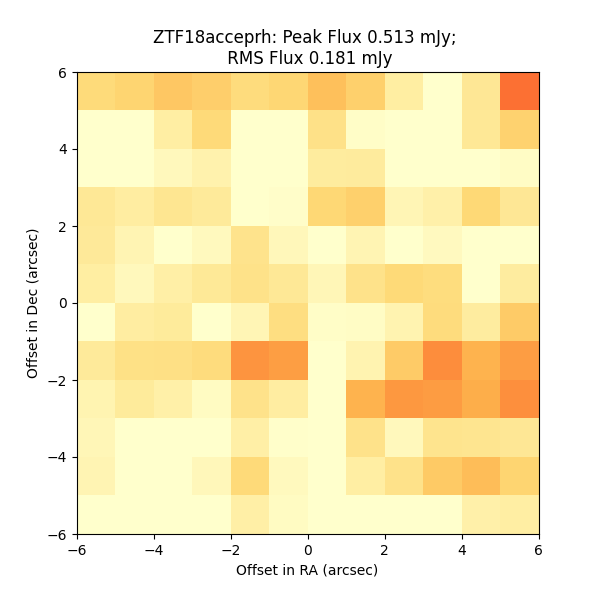 ZTF18acceprh: Peak Flux 0.513 mJy;
RMS Flux 0.181 mJy
6
4
2
0
−2
−4
−6
Offset in Dec (arcsec)
−6 −4 −2 0 2 4 6
Offset in RA (arcsec)